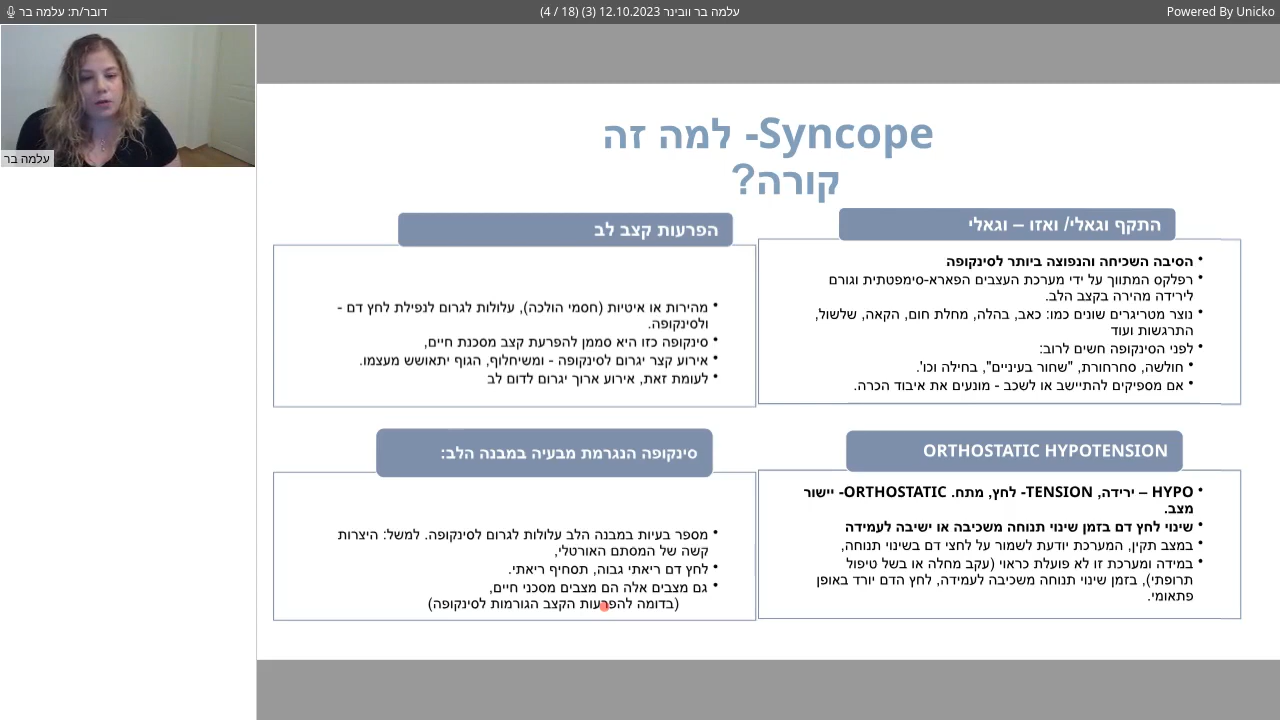 דובר/ת: עלמה בר
עלמה בר וובינר 12.10.2023 (3) (18 / 4)
Powered By Unicko
עלמה בר
Syncope- למה זה
קורה?
התקף וגאלי/ ואזו – וגאלי
• הסיבה השכיחה והנפוצה ביותר לסינקופה
• רפלקס המתווך על ידי מערכת העצבים הפארא-סימפטתית וגורם
לירידה מהירה בקצב הלב.
• נוצר מטריגרים שונים כמו: כאב, בהלה, מחלת חום, הקאה, שלשול,
התרגשות ועוד
• לפני הסינקופה חשים לרוב:
• חולשה, סחרחורת, "שחור בעיניים", בחילה וכו'.
• אם מספיקים להתיישב או לשכב - מונעים את איבוד הכרה.
הפרעות קצב לב
• מהירות או איטיות (חסמי הולכה), עלולות לגרום לנפילת לחץ דם -
ולסינקופה.
• סינקופה כזו היא סממן להפרעת קצב מסכנת חיים,
• אירוע קצר יגרום לסינקופה - ומשיחלוף, הגוף יתאושש מעצמו.
• לעומת זאת, אירוע ארוך יגרום לדום לב
ORTHOSTATIC HYPOTENSION
• HYPO – ירידה, TENSION- לחץ, מתח. ORTHOSTATIC- יישור
מצב.
• שינוי לחץ דם בזמן שינוי תנוחה משכיבה או ישיבה לעמידה
• במצב תקין, המערכת יודעת לשמור על לחצי דם בשינוי תנוחה,
• במידה ומערכת זו לא פועלת כראוי (עקב מחלה או בשל טיפול
תרופתי), בזמן שינוי תנוחה משכיבה לעמידה, לחץ הדם יורד באופן
פתאומי.
סינקופה הנגרמת מבעיה במבנה הלב:
• מספר בעיות במבנה הלב עלולות לגרום לסינקופה. למשל: היצרות
קשה של המסתם האורטלי,
• לחץ דם ריאתי גבוה, תסחיף ריאתי.
• גם מצבים אלה הם מצבים מסכני חיים,
(בדומה להפרעות הקצב הגורמות לסינקופה)